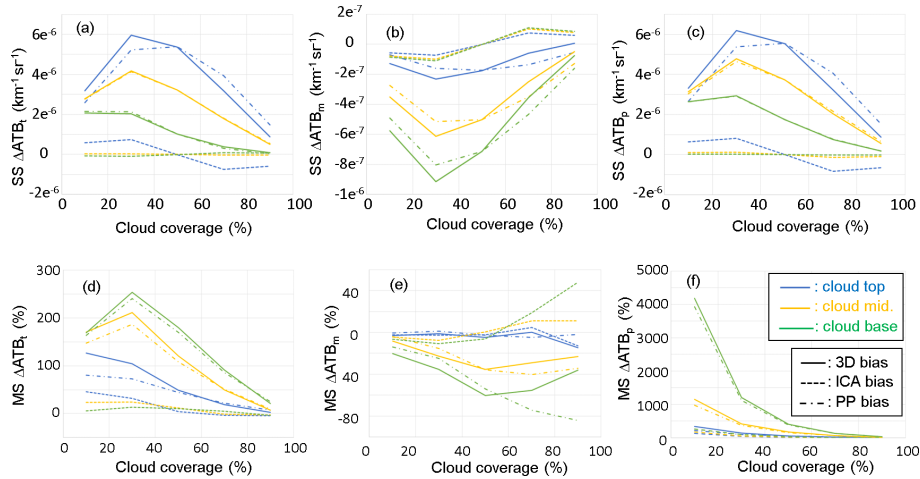 (a)
SS ΔATBt (km⁻¹ sr⁻¹)
6e⁻⁶
4e⁻⁶
2e⁻⁶
0
-2e⁻⁶
0 20 40 60 80 100
Cloud coverage (%)
(b)
SS ΔATBm (km⁻¹ sr⁻¹)
2e⁻⁷
0
-2e⁻⁷
-4e⁻⁷
-6e⁻⁷
-8e⁻⁷
-1e⁻⁶
0 20 40 60 80 100
Cloud coverage (%)
(c)
SS ΔATBp (km⁻¹ sr⁻¹)
6e⁻⁶
4e⁻⁶
2e⁻⁶
0
-2e⁻⁶
0 20 40 60 80 100
Cloud coverage (%)
(d)
MS ΔATBt (%)
300
200
100
0
0 20 40 60 80 100
Cloud coverage (%)
(e)
MS ΔATBm (%)
40
0
40
-80
0 20 40 60 80 100
Cloud coverage (%)
(f)
MS ΔATBp (%)
5000
4000
3000
2000
1000
0
0 20 40 60 80 100
Cloud coverage (%)
: cloud top
: cloud mid.
: cloud base
: 3D bias
: ICA bias
: PP bias